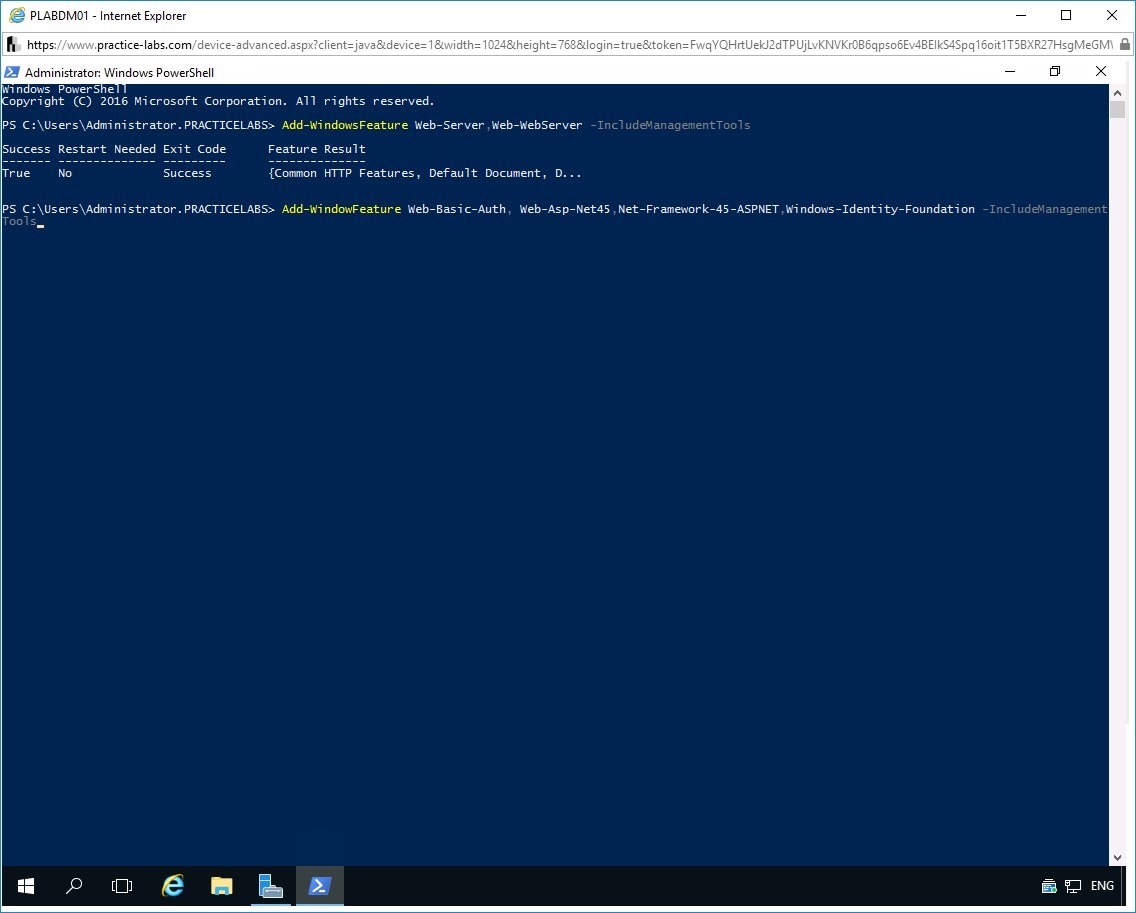 PLABDM01 - Internet Explorer
https://www.practice-labs.com/device-advanced.aspx?client=java&device=1&width=1024&height=768&login=true&token=FwqYQHrtUekJ2dTPUjLvKNVKr0B6qpso6Ev4BElkS4Spq16oit1T5BXR27HsgMeGM
Administrator: Windows PowerShell
Windows PowerShell
Copyright (C) 2016 Microsoft Corporation. All rights reserved.
PS C:\Users\Administrator.PRACTICELABS> Add-WindowsFeature Web-Server,Web-WebServer -IncludeManagementTools
Success Restart Needed Exit Code      Feature Result
------- -------------- ---------      --------------
True    No             Success        {Common HTTP Features, Default Document, D...
PS C:\Users\Administrator.PRACTICELABS> Add-WindowFeature Web-Basic-Auth, Web-Asp-Net45,Net-Framework-45-ASPNET,Windows-Identity-Foundation -IncludeManagement
Tools
ENG